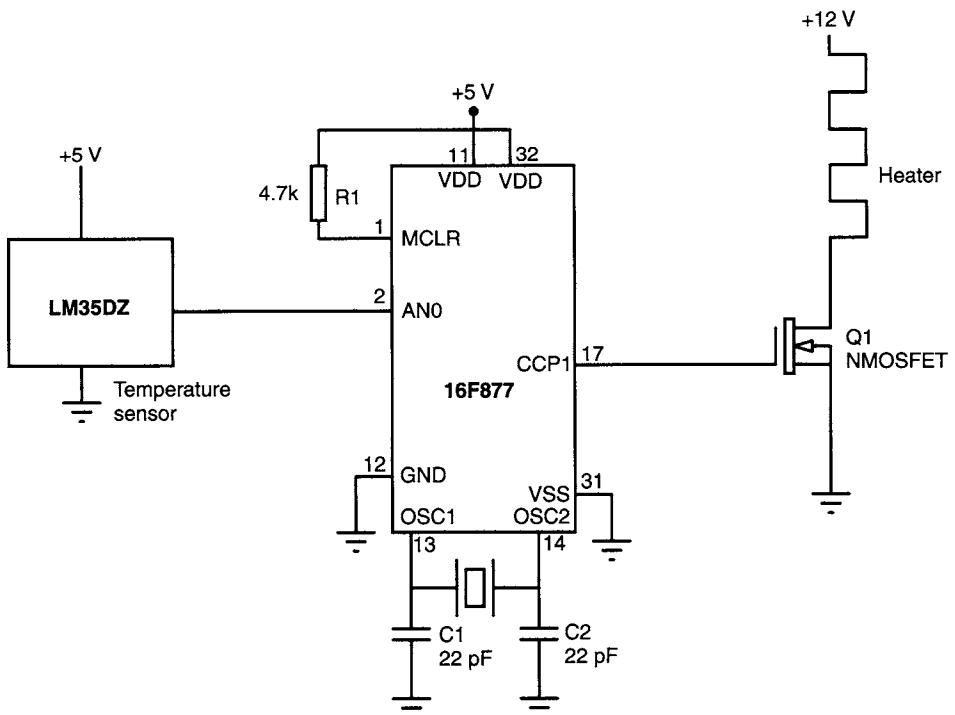 +12 V
+5 V
+5 V
11 32
VDD VDD
4.7k R1
1 MCLR
Heater
LM35DZ
2 AN0
Q1
NMOSFET
CCP1 17
16F877
Temperature
sensor
12 GND
31
VSS
OSC1 OSC2
13 14
C1
22 pF
C2
22 pF